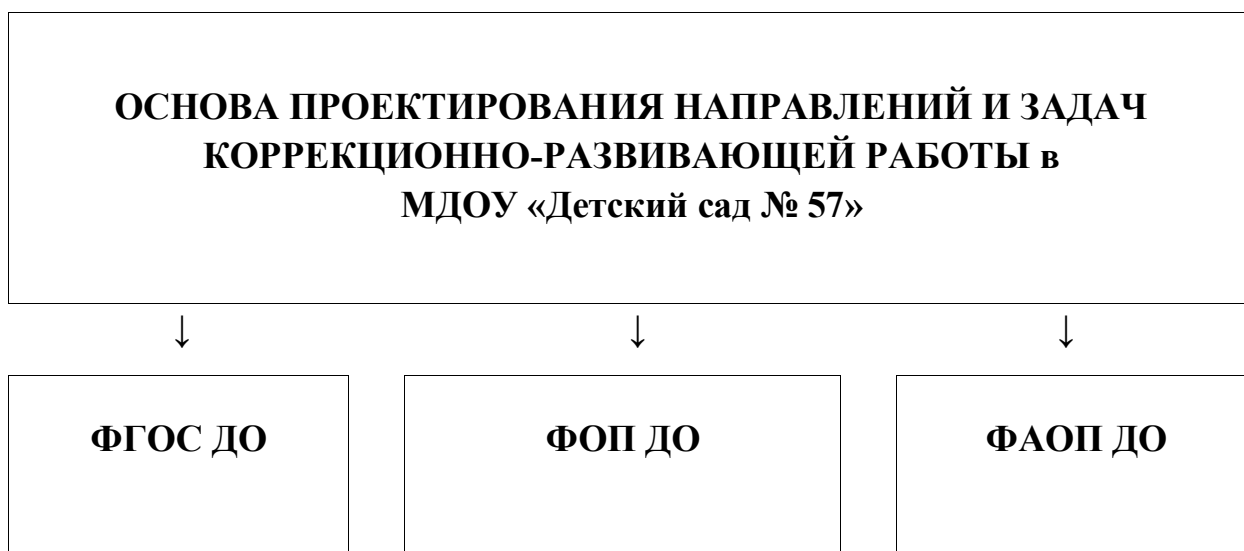 ОСНОВА ПРОЕКТИРОВАНИЯ НАПРАВЛЕНИЙ И ЗАДАЧ
КОРРЕКЦИОННО-РАЗВИВАЮЩЕЙ РАБОТЫ в
МДОУ «Детский сад № 57»
↓ ↓ ↓
ФГОС ДО ФОП ДО ФАОП ДО